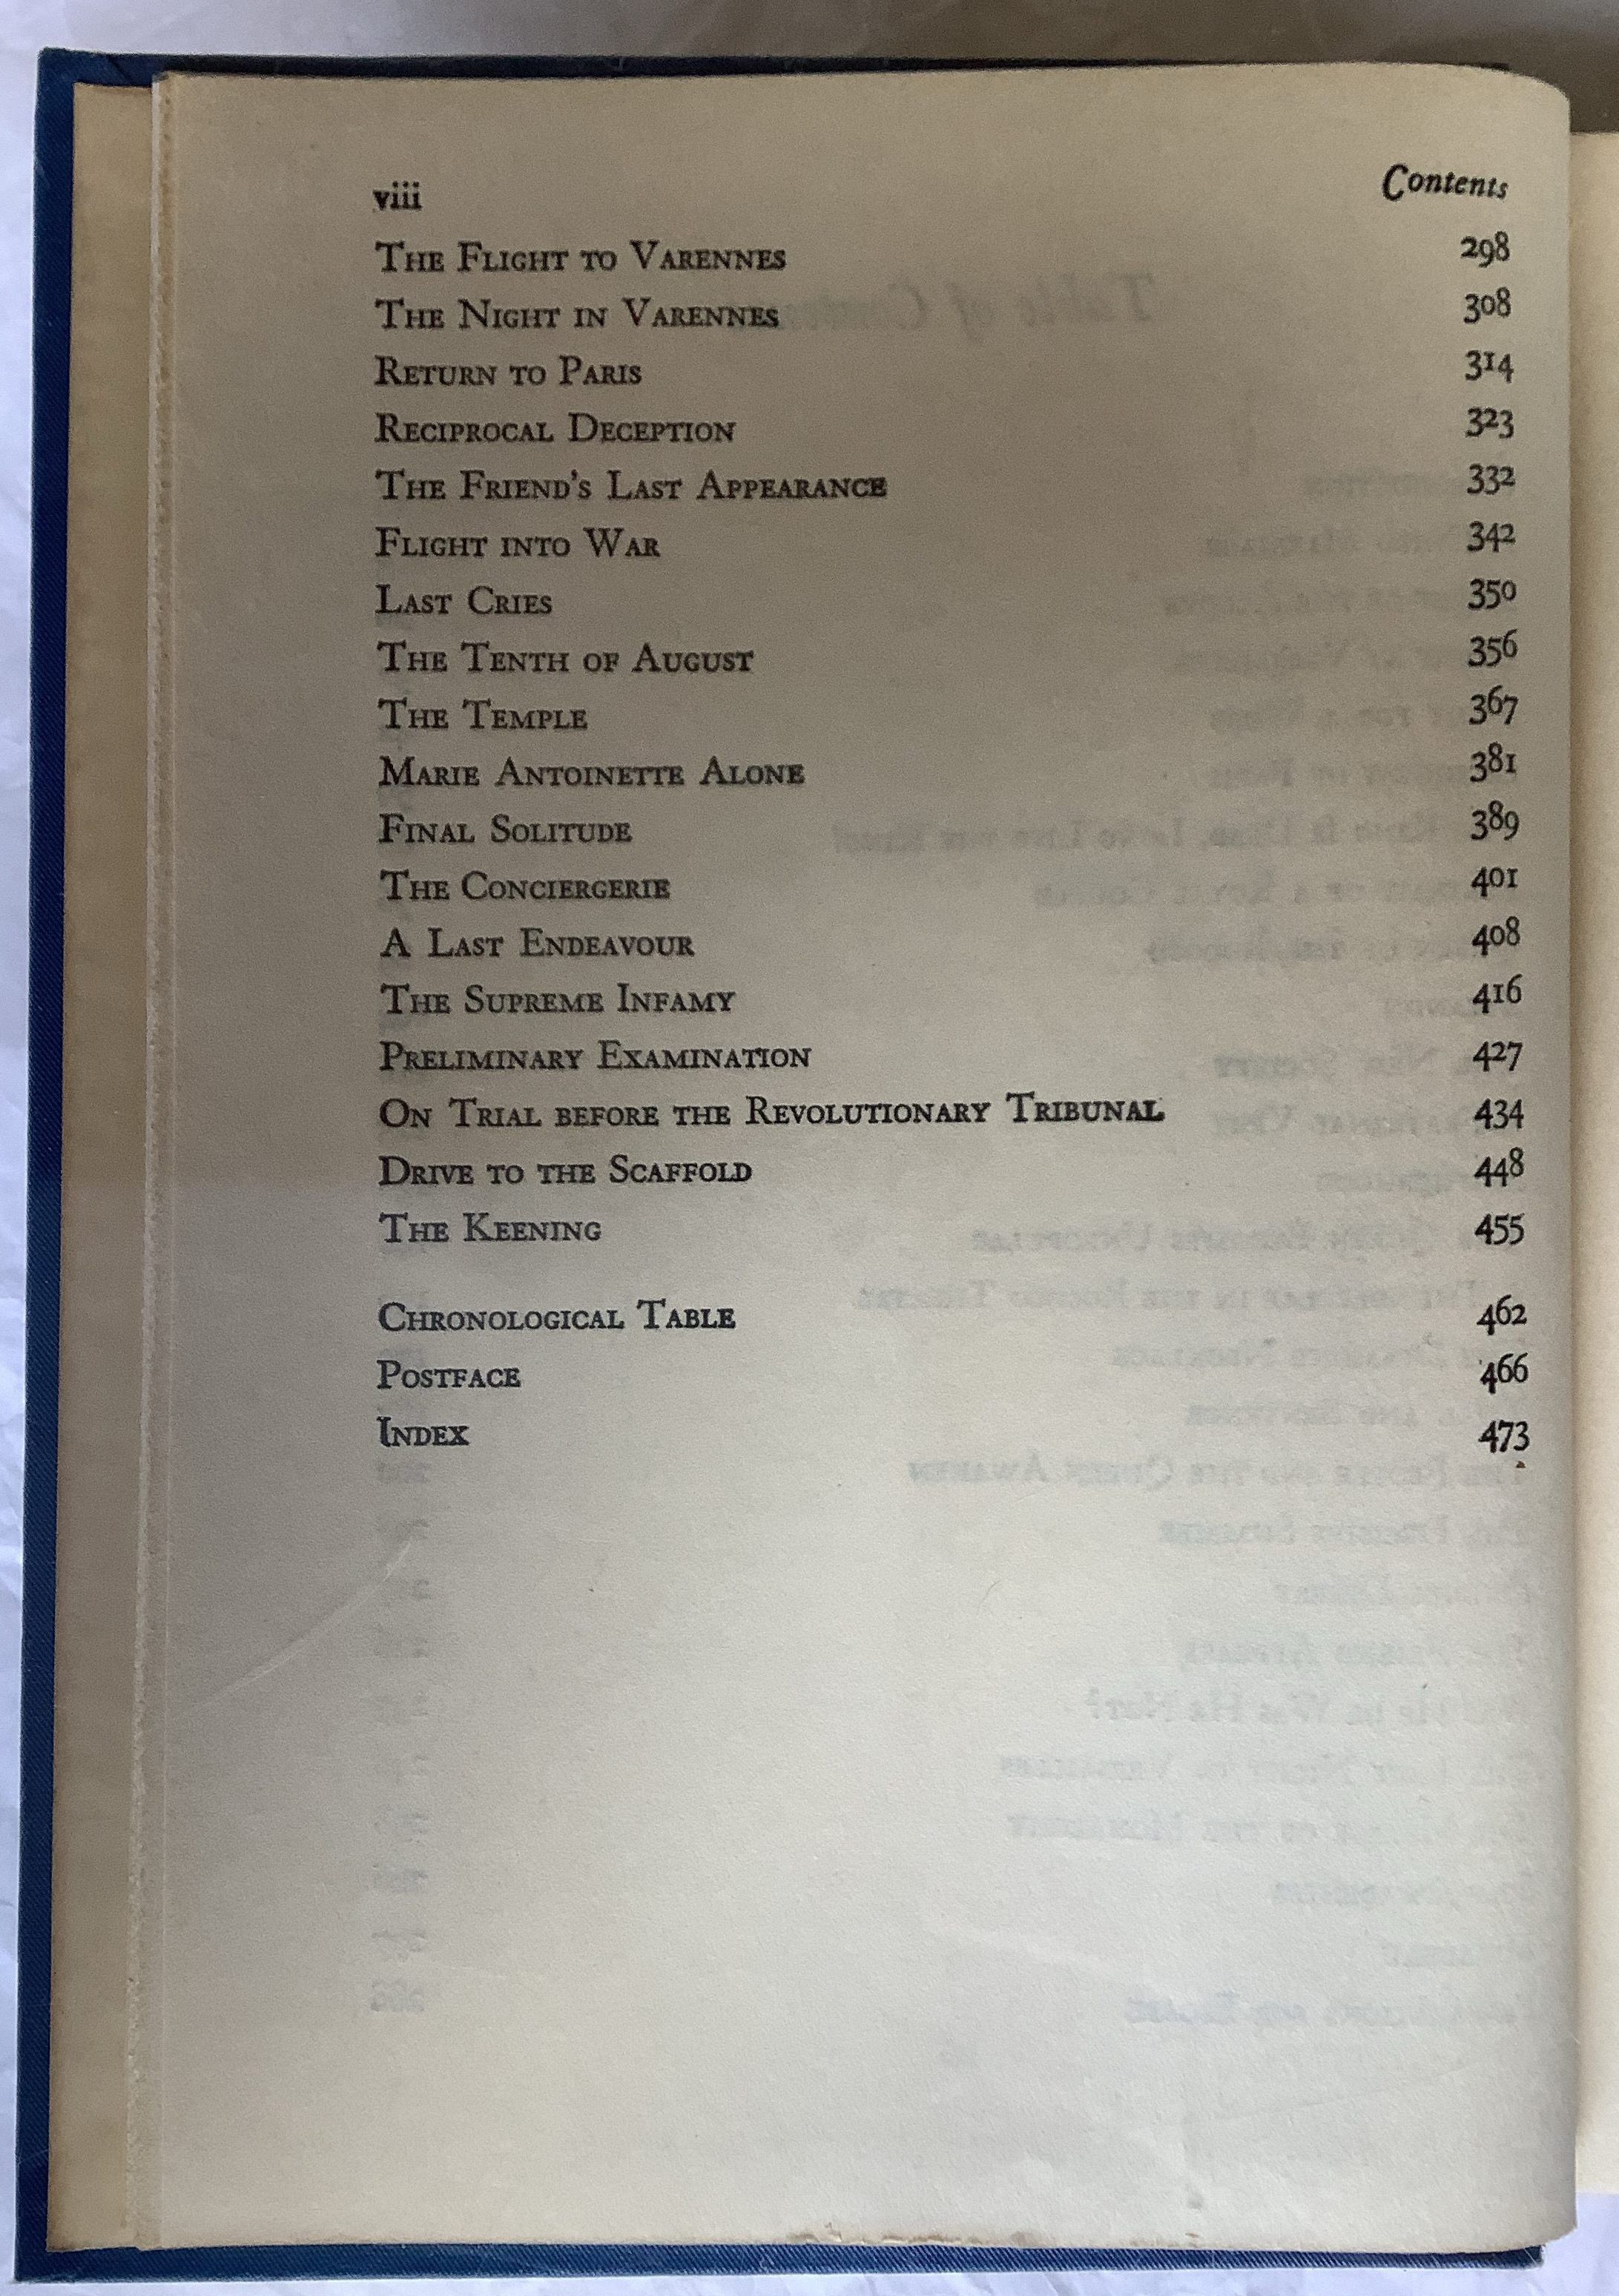 viii Contents
The Flight to Varennes 298
The Night in Varennes 308
Return to Paris 314
Reciprocal Deception 323
The Friend's Last Appearance 332
Flight into War 342
Last Cries 350
The Tenth of August 356
The Temple 367
Marie Antoinette Alone 381
Final Solitude 389
The Conciergerie 401
A Last Endeavour 408
The Supreme Infamy 416
Preliminary Examination 427
On Trial before the Revolutionary Tribunal 434
Drive to the Scaffold 448
The Keening 455
Chronological Table 462
Postface 466
Index 473